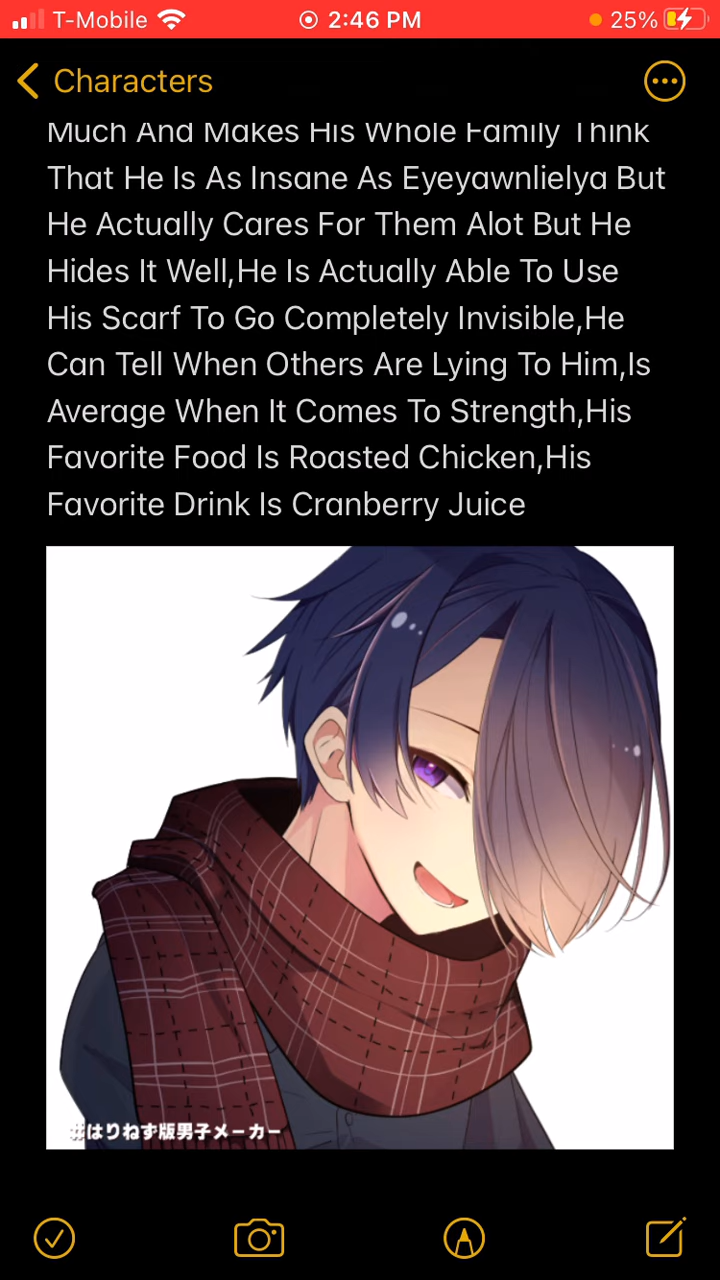 T-Mobile 2:46 PM 25%
Characters
Much And Makes His Whole Family Think
That He Is As Insane As Eyeyawnlielya But
He Actually Cares For Them Alot But He
Hides It Well,He Is Actually Able To Use
His Scarf To Go Completely Invisible,He
Can Tell When Others Are Lying To Him,Is
Average When It Comes To Strength,His
Favorite Food Is Roasted Chicken,His
Favorite Drink Is Cranberry Juice
#はりねず版男子メーカー